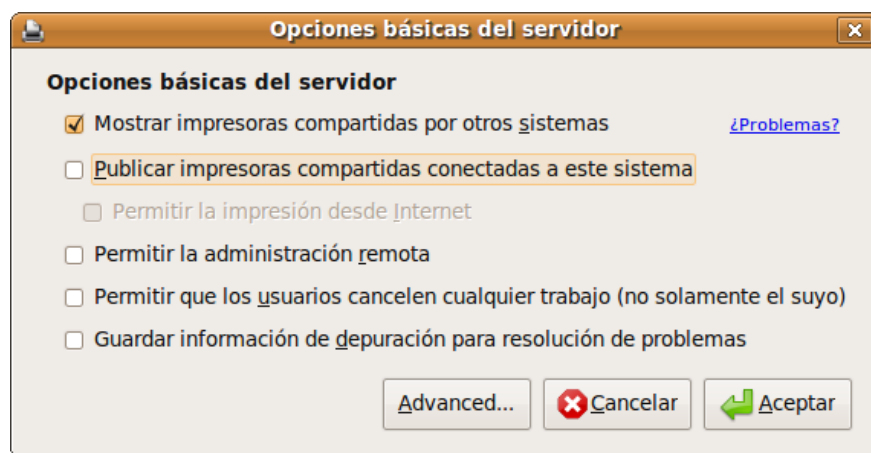 Opciones básicas del servidor
Opciones básicas del servidor
Mostrar impresoras compartidas por otros sistemas ¿Problemas?
Publicar impresoras compartidas conectadas a este sistema
Permitir la impresión desde Internet
Permitir la administración remota
Permitir que los usuarios cancelen cualquier trabajo (no solamente el suyo)
Guardar información de depuración para resolución de problemas
Advanced... Cancelar Aceptar